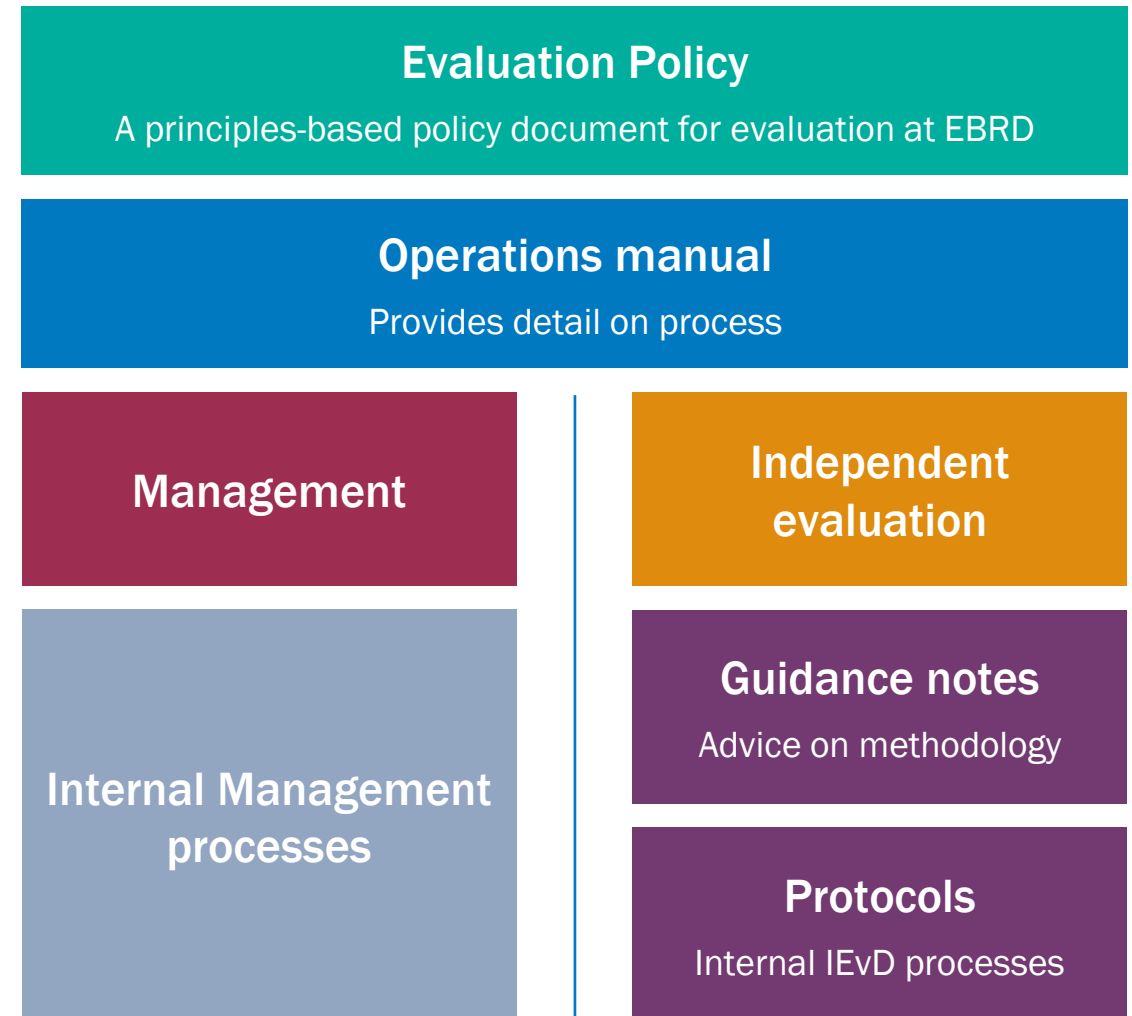 Evaluation Policy
A principles-based policy document for evaluation at EBRD
Operations manual
Provides detail on process
Management
Internal Management
processes
Independent
evaluation
Guidance notes
Advice on methodology
Protocols
Internal IEvD processes